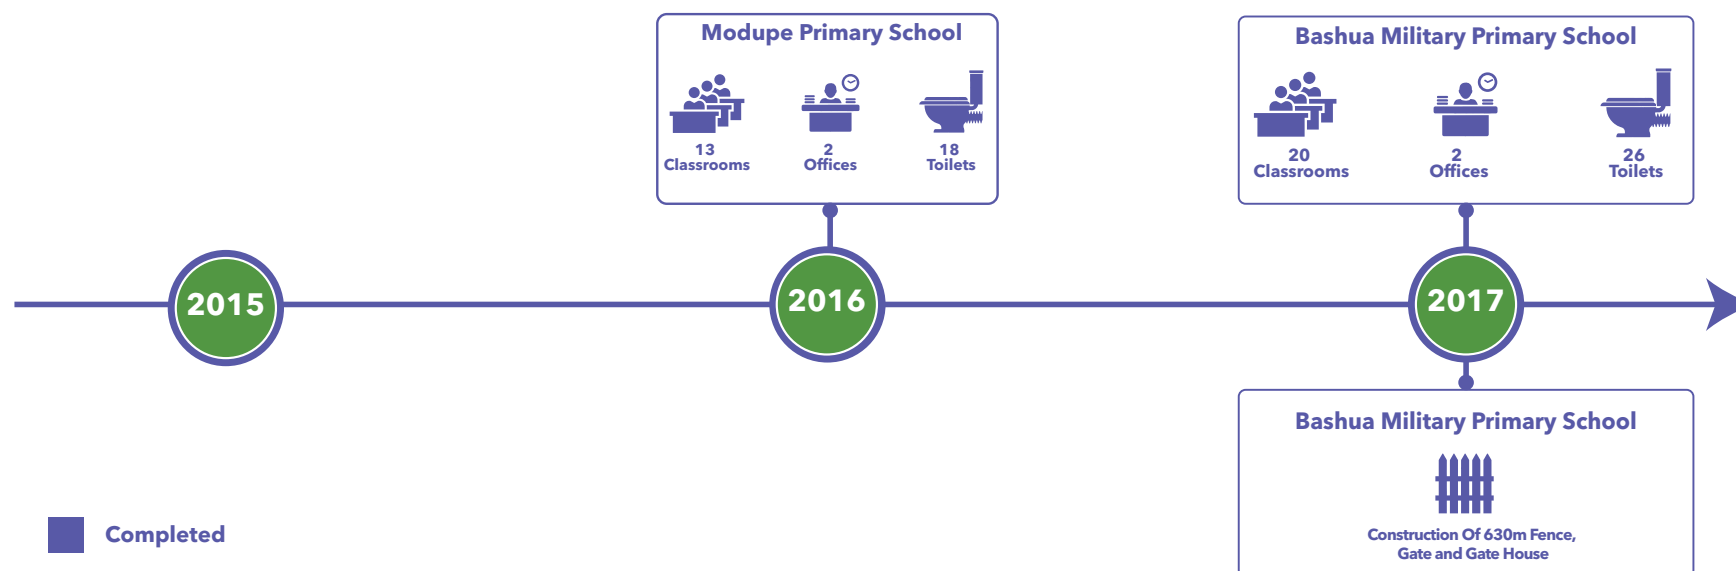 Modupe Primary School
13
Classrooms
2
Offices
18
Toilets
Bashua Military Primary School
20
Classrooms
2
Offices
26
Toilets
2015
2016
2017
Bashua Military Primary School
Construction Of 630m Fence,
Gate and Gate House
Completed